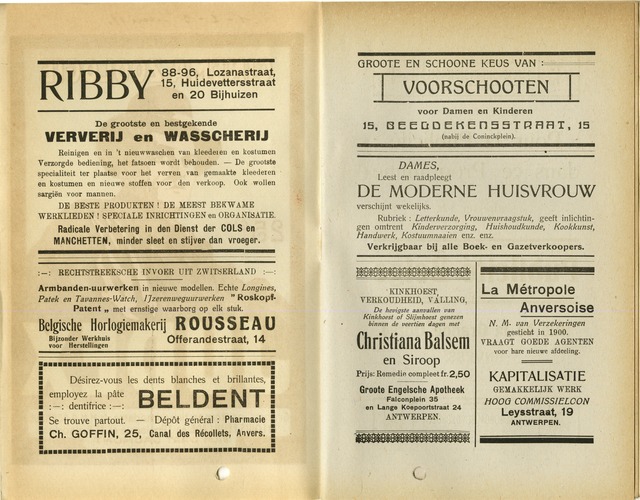 RIBBY
88-96, Lozanastraat,
15, Huidevettersstraat
en 20 Bijhuizen
De grootste en bestgekende
VERVERIJ en WASSCHERIJ
Reinigen en in 't nieuwwaschen van kleederen en kostumen
Verzorgde bediening, het fatsoen wordt behouden. — De grootste
specialiteit ter plaatse voor het verven van gemaakte kleederen
en kostumen en nieuwe stoffen voor den verkoop. Ook wollen
sargiën voor mannen.
DE BESTE PRODUKTEN ! DE MEEST BEKWAME
WERKLIEDEN ! SPECIALE INRICHTINGEN en ORGANISATIE.
Radicale Verbetering in den Dienst der COLS en
MANCHETTEN, minder sleet en stijver dan vroeger.
:—: RECHTSTREEKSCHE INVOER UIT ZWITSERLAND :—:
Armbanden-uurwerken in nieuwe modellen. Echte Longines,
Patek en Tavannes-Watch, IJzerenweguurwerken "Roskopf-
Patent„ met ernstige waarborg op elk stuk.
Belgische Horlogiemakerij ROUSSEAU
Bijzonder Werkhuis
voor Herstellingen
Offerandestraat, 14
Désirez-vous les dents blanches et brillantes,
employez la pâte
:—: dentifrice :—:
BELDENT
Se trouve partout. — Dépôt général : Pharmacie
Ch. GOFFIN, 25, Canal des Récollets, Anvers.
GROOTE EN SCHOONE KEUS VAN :
VOORSCHOOTEN
voor Damen en Kinderen
15, BEEGDEKENSSTRAAT, 15
(nabij de Coninckplein).
DAMES,
Leest en raadpleegt
DE MODERNE HUISVROUW
verschijnt wekelijks.
Rubriek : Letterkunde, Vrouwenvraagstuk, geeft inlichtin-
gen omtrent Kinderverzorging, Huishoudkunde, Kookkunst,
Handwerk, Kostuumnaaien enz. enz.
Verkrijgbaar bij alle Boek- en Gazetverkoopers.
KINKHOEST,
VERKOUDHEID, VALLING,
De hevigste aanvallen van
Kinkhoest of Slijmhoest genezen
binnen de veertien dagen met
Christiana Balsem
en Siroop
Prijs: Remedie compleet fr. 2,50
Groote Engelsche Apotheek
Falconplein 35
en Lange Koepoortstraat 24
ANTWERPEN.
La Métropole
Anversoise
N. M. van Verzekeringen
gesticht in 1900.
VRAAGT GOEDE AGENTEN
voor hare nieuwe afdeeling.
KAPITALISATIE
GEMAKKELIJK WERK
HOOG COMMISSIELOON
Leysstraat, 19
ANTWERPEN.